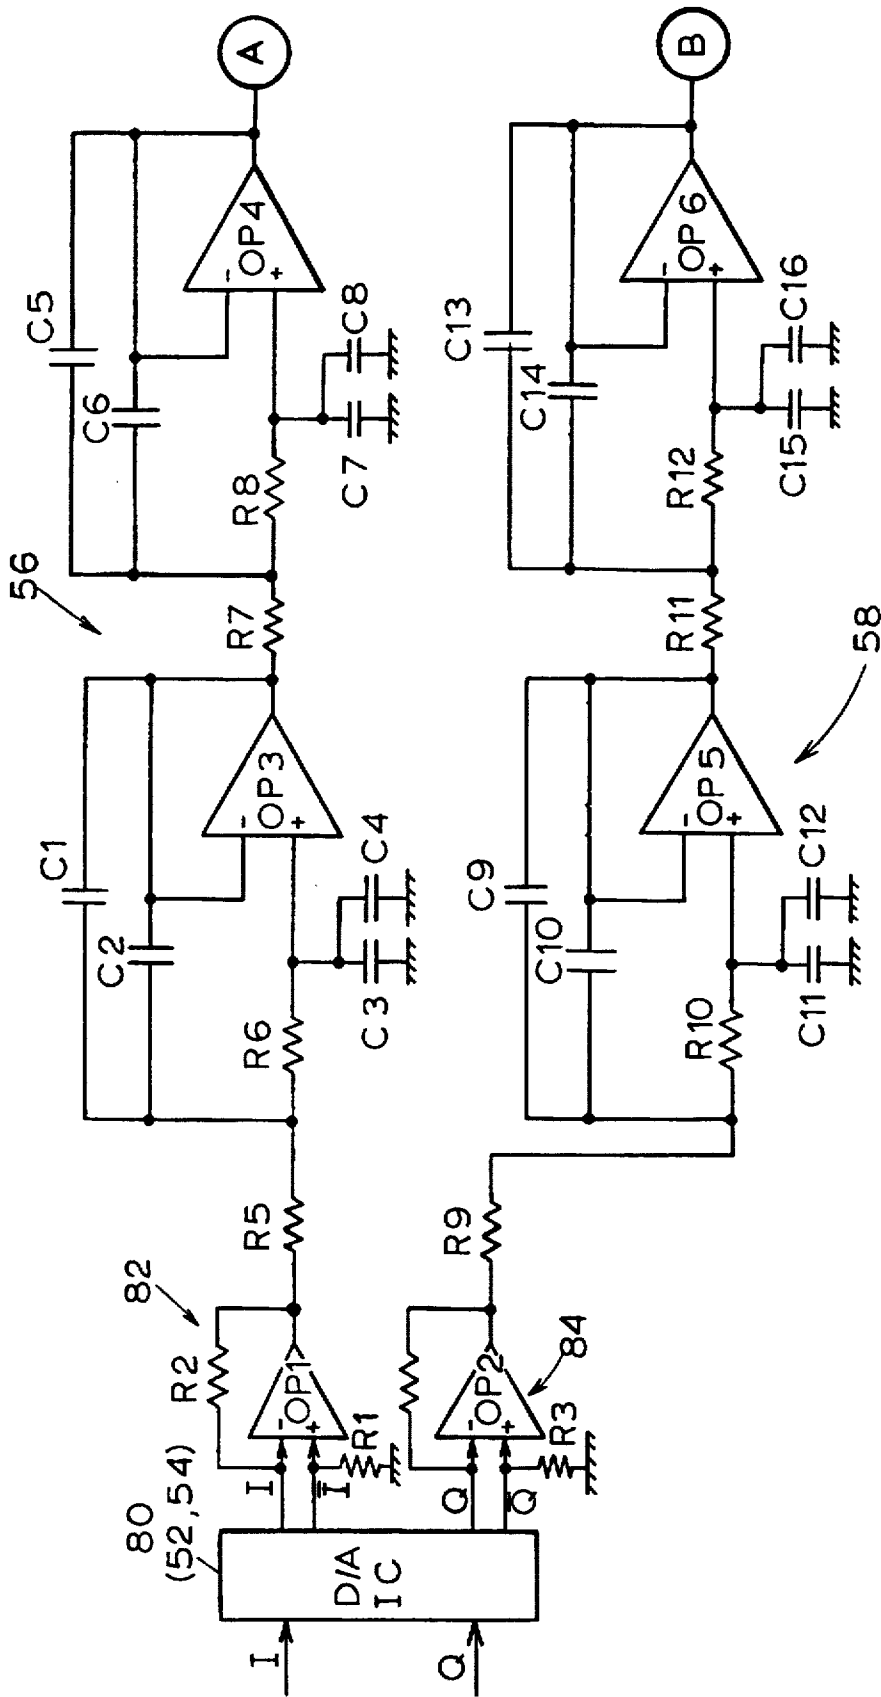 56
C5
C6
A
-
OP4
+
R7
R8
C7
C8
C1
C2
-
OP3
+
R5
R6
C3
C4
82
R2
-
OP1
+
R1
I
I
80
(52,54)
D/A
IC
I
Q
Q
Q
-
OP2
+
R3
84
R9
C9
C10
-
OP5
+
R10
C11
C12
58
C13
C14
-
OP6
+
R11
R12
C15
C16
B